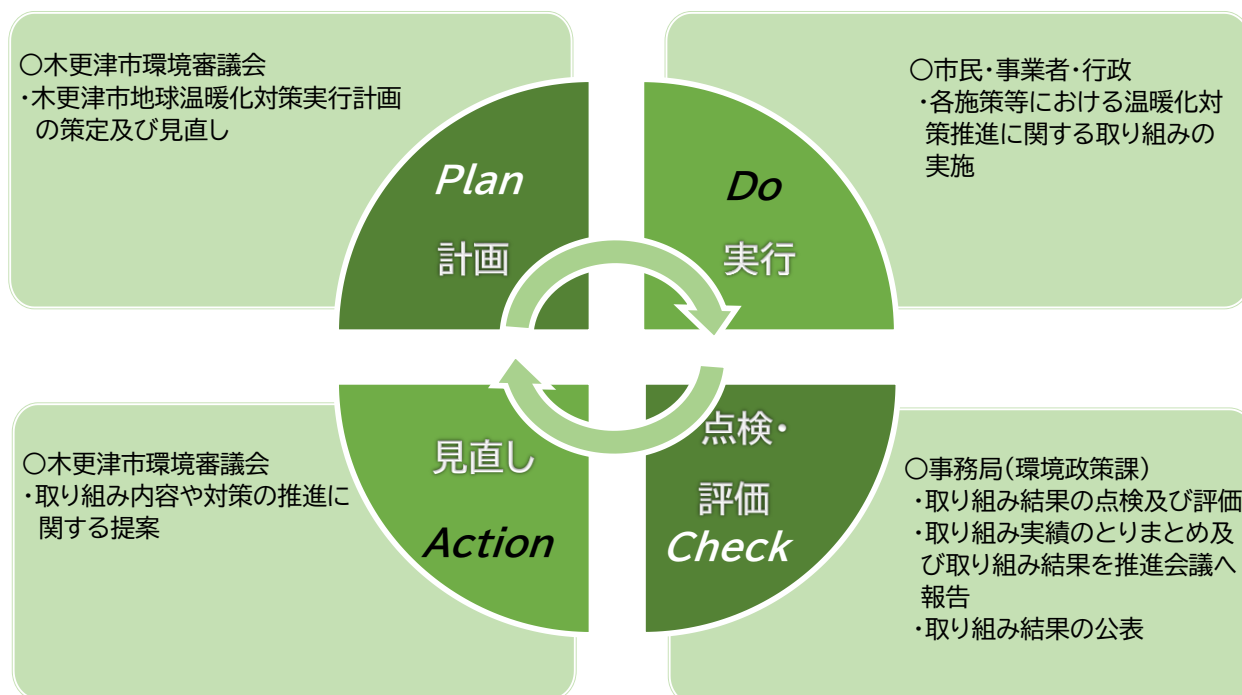 ○木更津市環境審議会
・木更津市地球温暖化対策実行計画
の策定及び見直し
Plan
計画
○市民・事業者・行政
・各施策等における温暖化対
策推進に関する取り組みの
実施
Do
実行
○木更津市環境審議会
・取り組み内容や対策の推進に
関する提案
見直し
Action
点検・
評価
Check
○事務局(環境政策課)
・取り組み結果の点検及び評価
・取り組み実績のとりまとめ及
び取り組み結果を推進会議へ
報告
・取り組み結果の公表